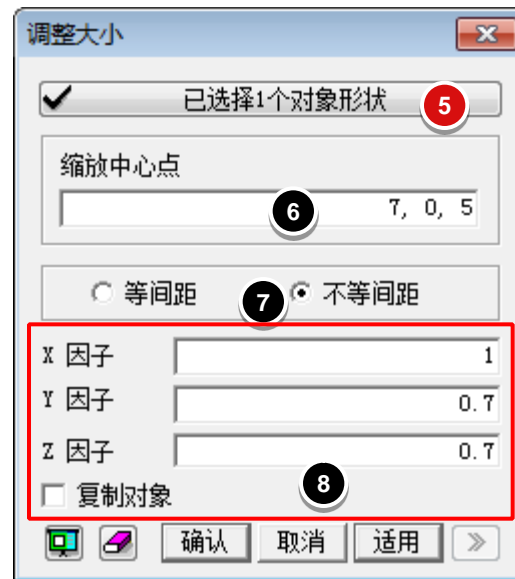 调整大小
已选择1个对象形状 5
缩放中心点
6 7, 0, 5
等间距 7 不等间距
X 因子 1
Y 因子 0.7
Z 因子 0.7
复制对象 8
确认 取消 适用 >>